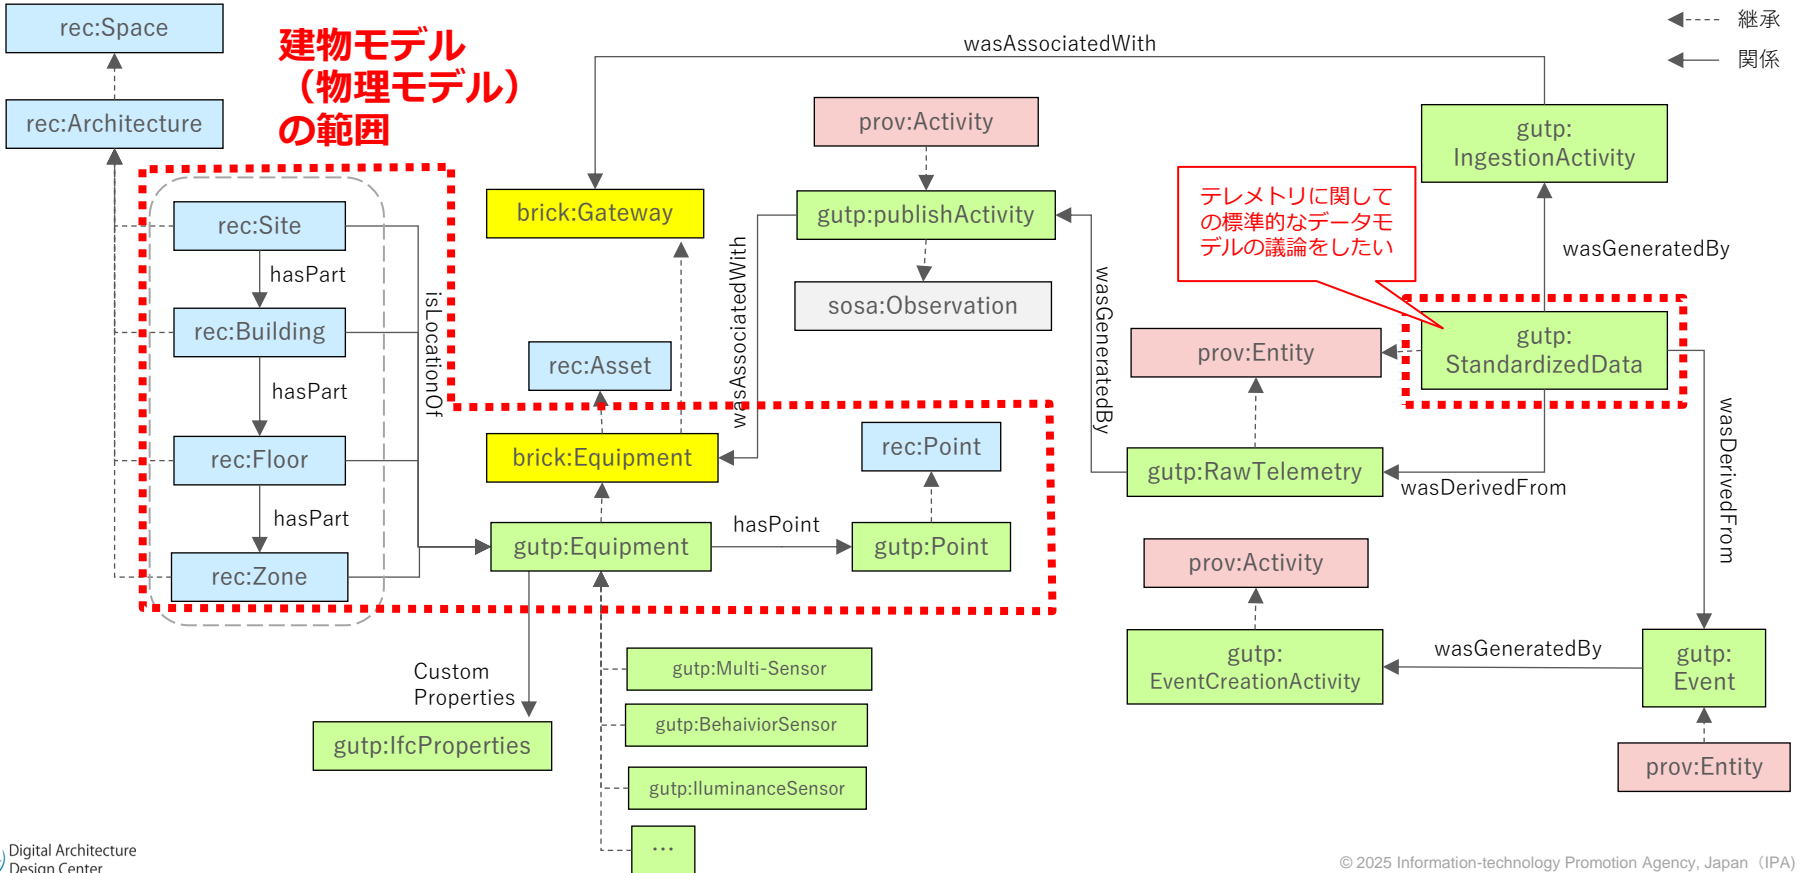 rec:Space
rec:Architecture
建物モデル
（物理モデル）
の範囲
継承
関係
wasAssociatedWith
prov:Activity
gutp:
IngestionActivity
brick:Gateway
gutp:publishActivity
テレメトリに関して
の標準的なデータモ
デルの議論をしたい
rec:Site
hasPart
isLocationOf
wasAssociatedWith
wasGeneratedBy
wasGeneratedBy
sosa:Observation
rec:Building
rec:Asset
prov:Entity
gutp:
StandardizedData
hasPart
rec:Floor
brick:Equipment
rec:Point
gutp:RawTelemetry
wasDerivedFrom
wasDerivedFrom
hasPart
rec:Zone
gutp:Equipment
hasPoint
gutp:Point
prov:Activity
gutp:
EventCreationActivity
wasGeneratedBy
gutp:
Event
prov:Entity
Custom
Properties
gutp:IfcProperties
gutp:Multi-Sensor
gutp:BehaiviorSensor
gutp:IluminanceSensor
…
Digital Architecture
Design Center
© 2025 Information-technology Promotion Agency, Japan（IPA)